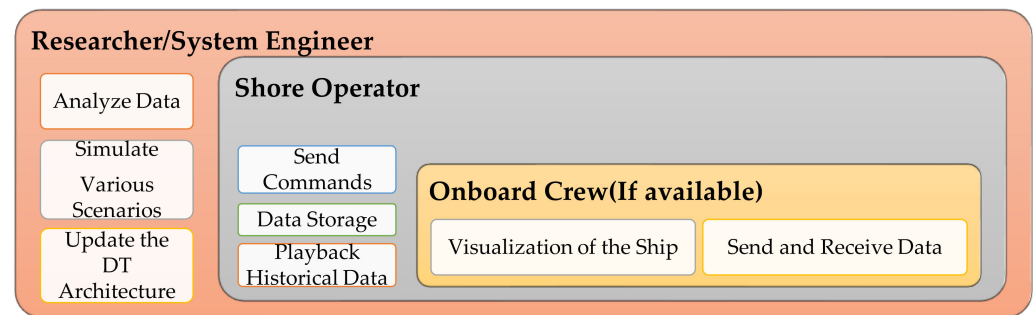 Researcher/System Engineer
Analyze Data
Simulate
Various
Scenarios
Update the
DT
Architecture
Shore Operator
Send
Commands
Data Storage
Playback
Historical Data
Onboard Crew(If available)
Visualization of the Ship
Send and Receive Data